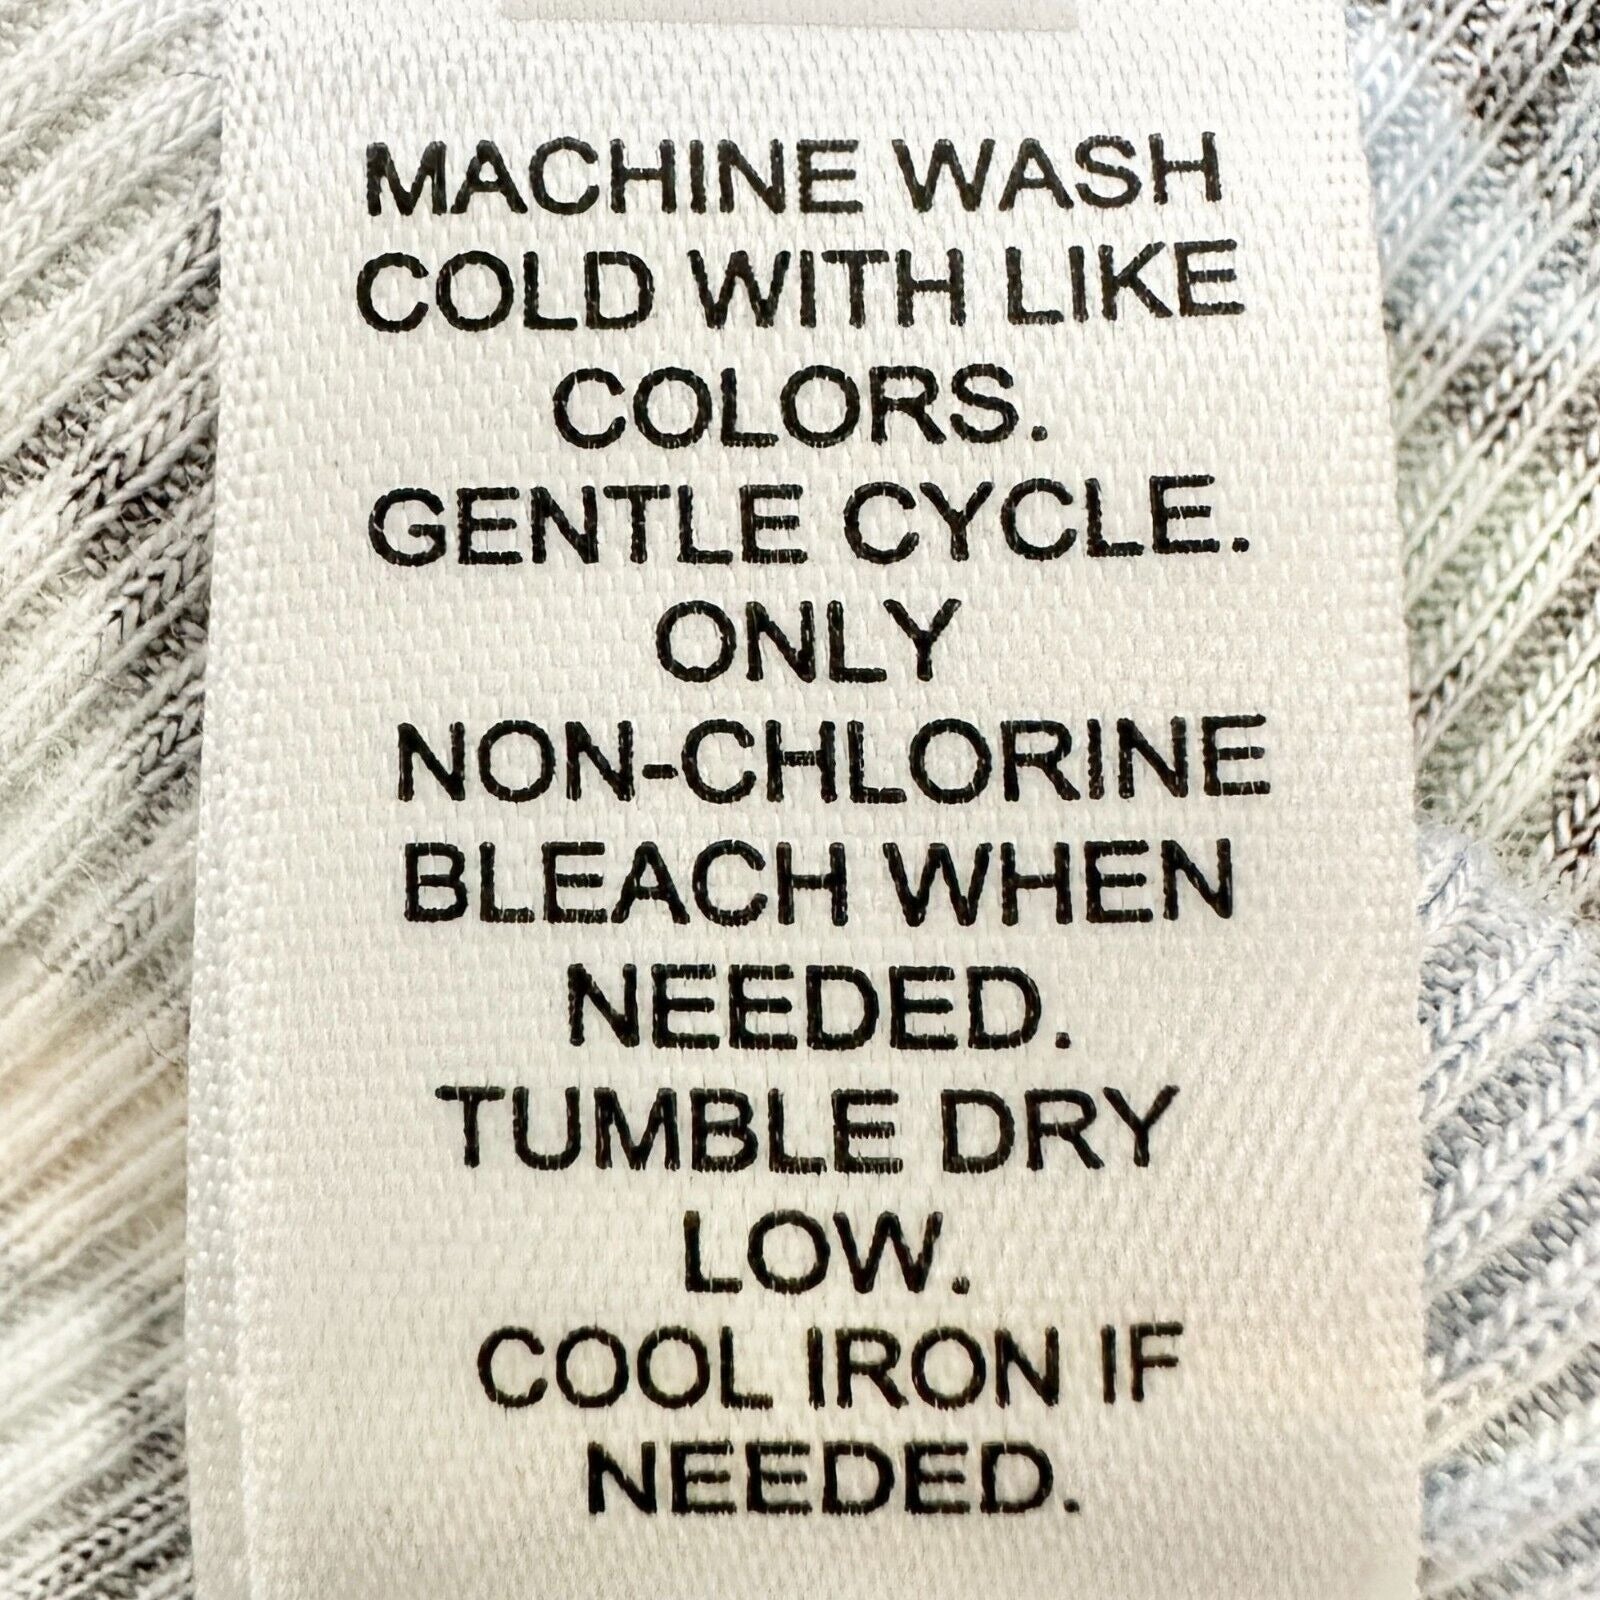 MACHINE WASH
COLD WITH LIKE
COLORS.
GENTLE CYCLE.
ONLY
NON-CHLORINE
BLEACH WHEN
NEEDED.
TUMBLE DRY
LOW.
COOL IRON IF
NEEDED.